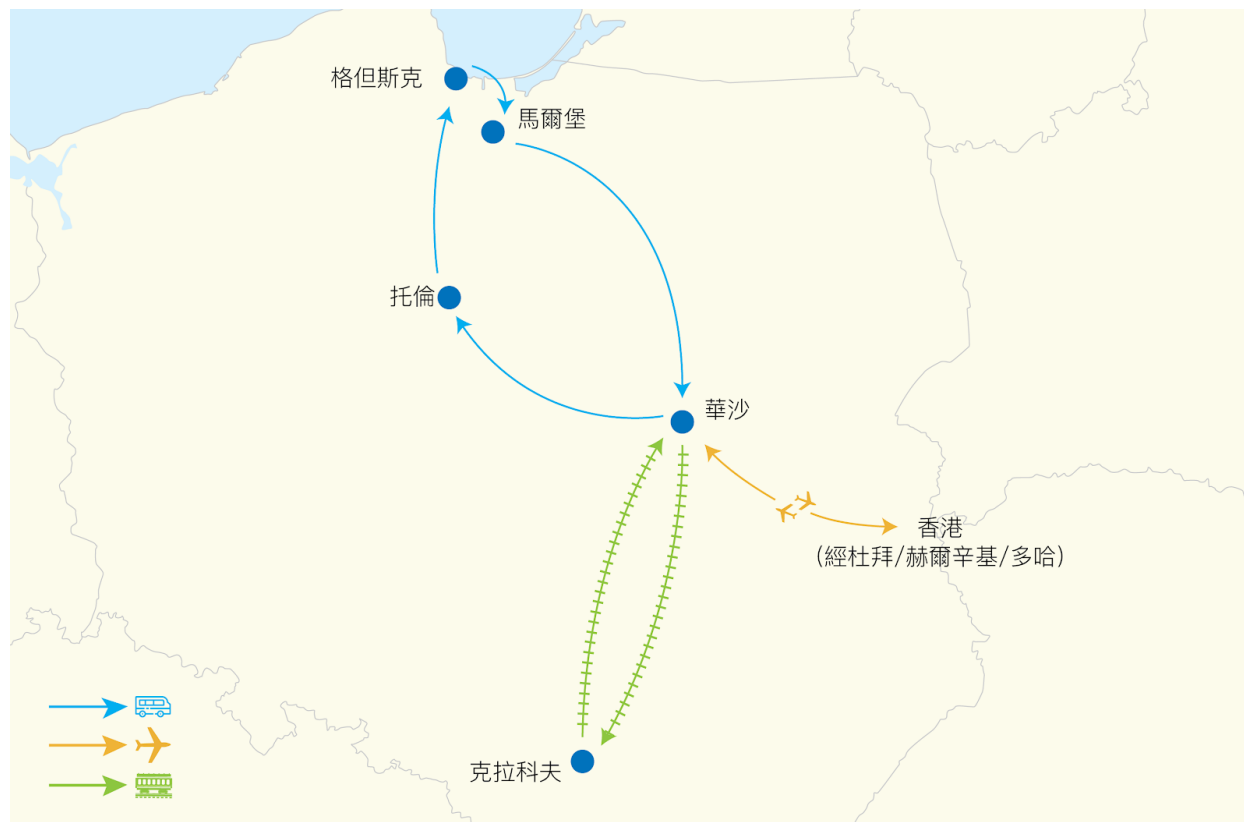 格但斯克
馬爾堡
托倫
華沙
香港
(經杜拜/赫爾辛基/多哈)
克拉科夫